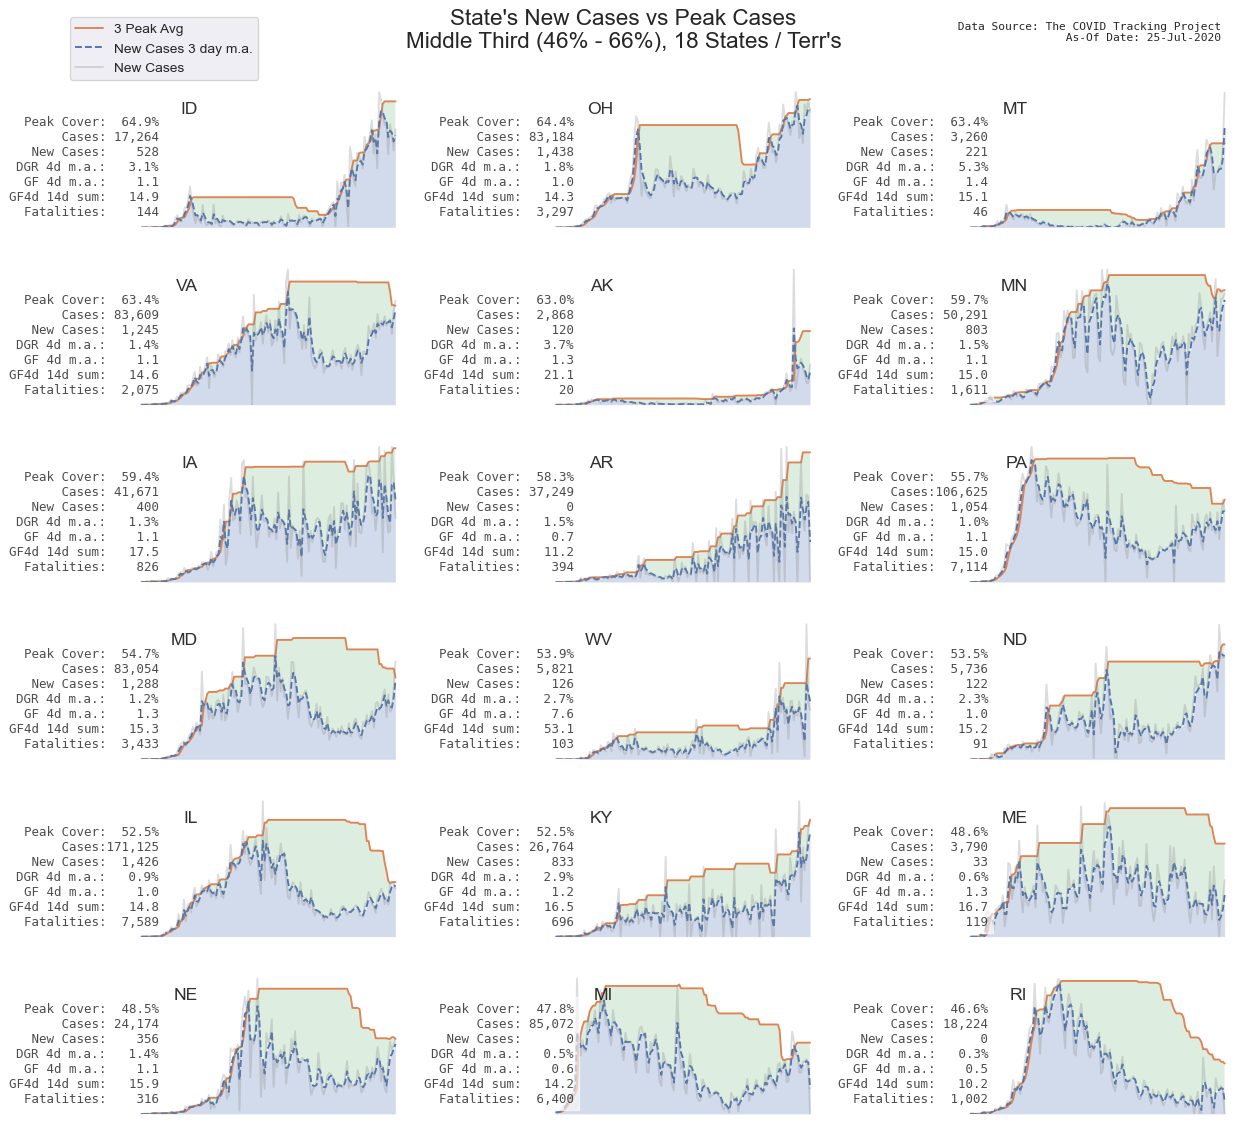 State's New Cases vs Peak Cases
Middle Third (46% - 66%), 18 States / Terr's
3 Peak Avg
New Cases 3 day m.a.
New Cases
Data Source: The COVID Tracking Project
As-Of Date: 25-Jul-2020
ID
Peak Cover: 64.9%
Cases: 17,264
New Cases: 528
DGR 4d m.a.: 3.1%
GF 4d m.a.: 1.1
GF4d 14d sum: 14.9
Fatalities: 144
OH
Peak Cover: 64.4%
Cases: 83,184
New Cases: 1,438
DGR 4d m.a.: 1.8%
GF 4d m.a.: 1.0
GF4d 14d sum: 14.3
Fatalities: 3,297
MT
Peak Cover: 63.4%
Cases: 3,260
New Cases: 221
DGR 4d m.a.: 5.3%
GF 4d m.a.: 1.4
GF4d 14d sum: 15.1
Fatalities: 46
VA
Peak Cover: 63.4%
Cases: 83,609
New Cases: 1,245
DGR 4d m.a.: 1.4%
GF 4d m.a.: 1.1
GF4d 14d sum: 14.6
Fatalities: 2,075
AK
Peak Cover: 63.0%
Cases: 2,868
New Cases: 120
DGR 4d m.a.: 3.7%
GF 4d m.a.: 1.3
GF4d 14d sum: 21.1
Fatalities: 20
MN
Peak Cover: 59.7%
Cases: 50,291
New Cases: 803
DGR 4d m.a.: 1.5%
GF 4d m.a.: 1.1
GF4d 14d sum: 15.0
Fatalities: 1,611
IA
Peak Cover: 59.4%
Cases: 41,671
New Cases: 400
DGR 4d m.a.: 1.3%
GF 4d m.a.: 1.1
GF4d 14d sum: 17.5
Fatalities: 826
AR
Peak Cover: 58.3%
Cases: 37,249
New Cases: 0
DGR 4d m.a.: 1.5%
GF 4d m.a.: 0.7
GF4d 14d sum: 11.2
Fatalities: 394
PA
Peak Cover: 55.7%
Cases:106,625
New Cases: 1,054
DGR 4d m.a.: 1.0%
GF 4d m.a.: 1.1
GF4d 14d sum: 15.0
Fatalities: 7,114
MD
Peak Cover: 54.7%
Cases: 83,054
New Cases: 1,288
DGR 4d m.a.: 1.2%
GF 4d m.a.: 1.3
GF4d 14d sum: 15.3
Fatalities: 3,433
WV
Peak Cover: 53.9%
Cases: 5,821
New Cases: 126
DGR 4d m.a.: 2.7%
GF 4d m.a.: 7.6
GF4d 14d sum: 53.1
Fatalities: 103
ND
Peak Cover: 53.5%
Cases: 5,736
New Cases: 122
DGR 4d m.a.: 2.3%
GF 4d m.a.: 1.0
GF4d 14d sum: 15.2
Fatalities: 91
IL
Peak Cover: 52.5%
Cases:171,125
New Cases: 1,426
DGR 4d m.a.: 0.9%
GF 4d m.a.: 1.0
GF4d 14d sum: 14.8
Fatalities: 7,589
KY
Peak Cover: 52.5%
Cases: 26,764
New Cases: 833
DGR 4d m.a.: 2.9%
GF 4d m.a.: 1.2
GF4d 14d sum: 16.5
Fatalities: 696
ME
Peak Cover: 48.6%
Cases: 3,790
New Cases: 33
DGR 4d m.a.: 0.6%
GF 4d m.a.: 1.3
GF4d 14d sum: 16.7
Fatalities: 119
NE
Peak Cover: 48.5%
Cases: 24,174
New Cases: 356
DGR 4d m.a.: 1.4%
GF 4d m.a.: 1.1
GF4d 14d sum: 15.9
Fatalities: 316
MI
Peak Cover: 47.8%
Cases: 85,072
New Cases: 0
DGR 4d m.a.: 0.5%
GF 4d m.a.: 0.6
GF4d 14d sum: 14.2
Fatalities: 6,400
RI
Peak Cover: 46.6%
Cases: 18,224
New Cases: 0
DGR 4d m.a.: 0.3%
GF 4d m.a.: 0.5
GF4d 14d sum: 10.2
Fatalities: 1,002